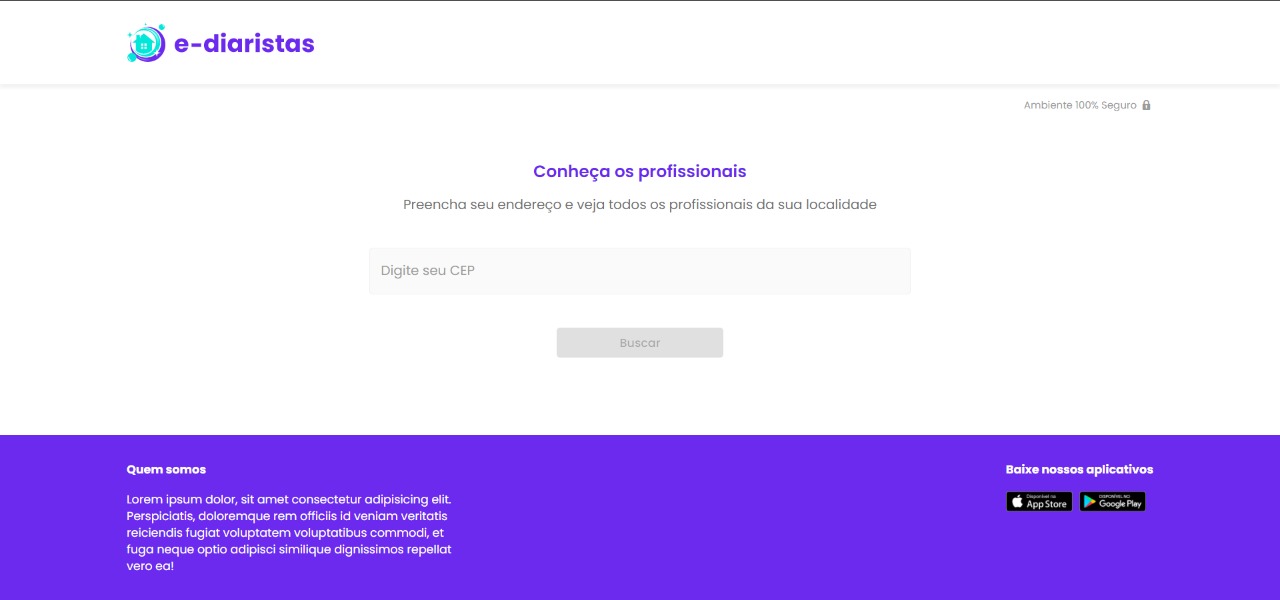 e-diaristas
Ambiente 100% Seguro
Conheça os profissionais
Preencha seu endereço e veja todos os profissionais da sua localidade
Digite seu CEP
Buscar
Quem somos
Lorem ipsum dolor, sit amet consectetur adipisicing elit.
Perspiciatis, doloremque rem officiis id veniam veritatis
reiciendis fugiat voluptatem voluptatibus commodi, et
fuga neque optio adipisci similique dignissimos repellat
vero ea!
Baixe nossos aplicativos
Disponível na
App Store
DISPONÍVEL NO
Google Play